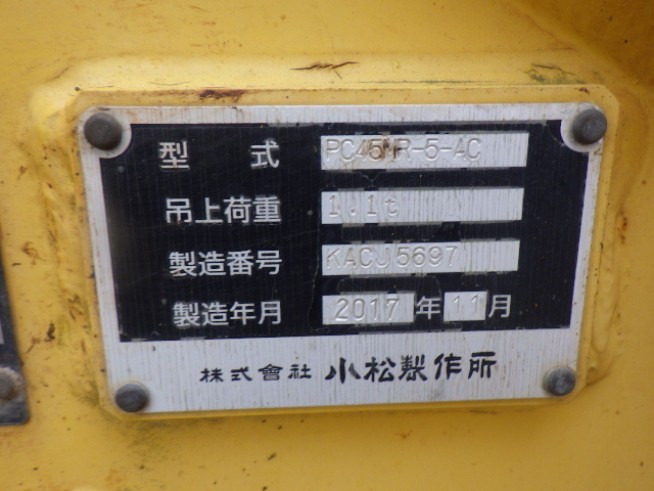 型式 PC45MR-5-AC
吊上荷重 1.1t
製造番号 KACJ5697
製造年月 2017年11月
株式會社 小松製作所